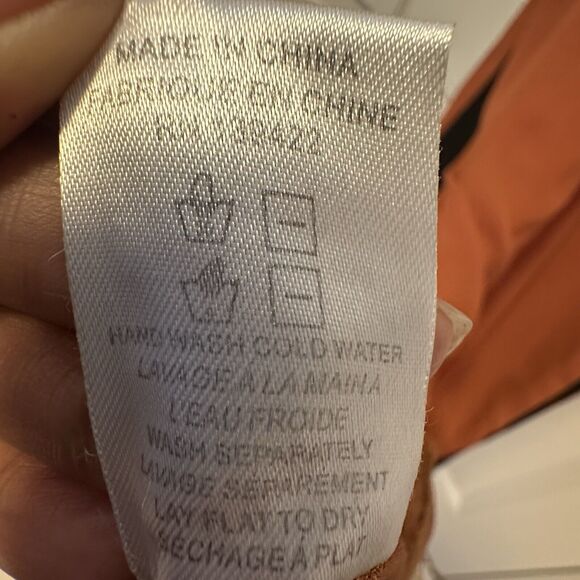 MADE IN CHINA
FABRIQUE EN CHINE
139422
HAND WASH COLD WATER
LAVAGE A LA MAIN A
L'EAU FROIDE
WASH SEPARATELY
LAVAGE SEPAREMENT
LAY FLAT TO DRY
SECHAGE A PLAT